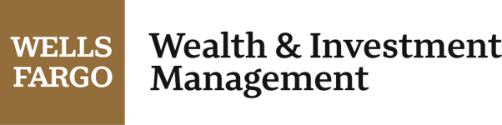 WELLS
FARGO
Wealth & Investment
Management